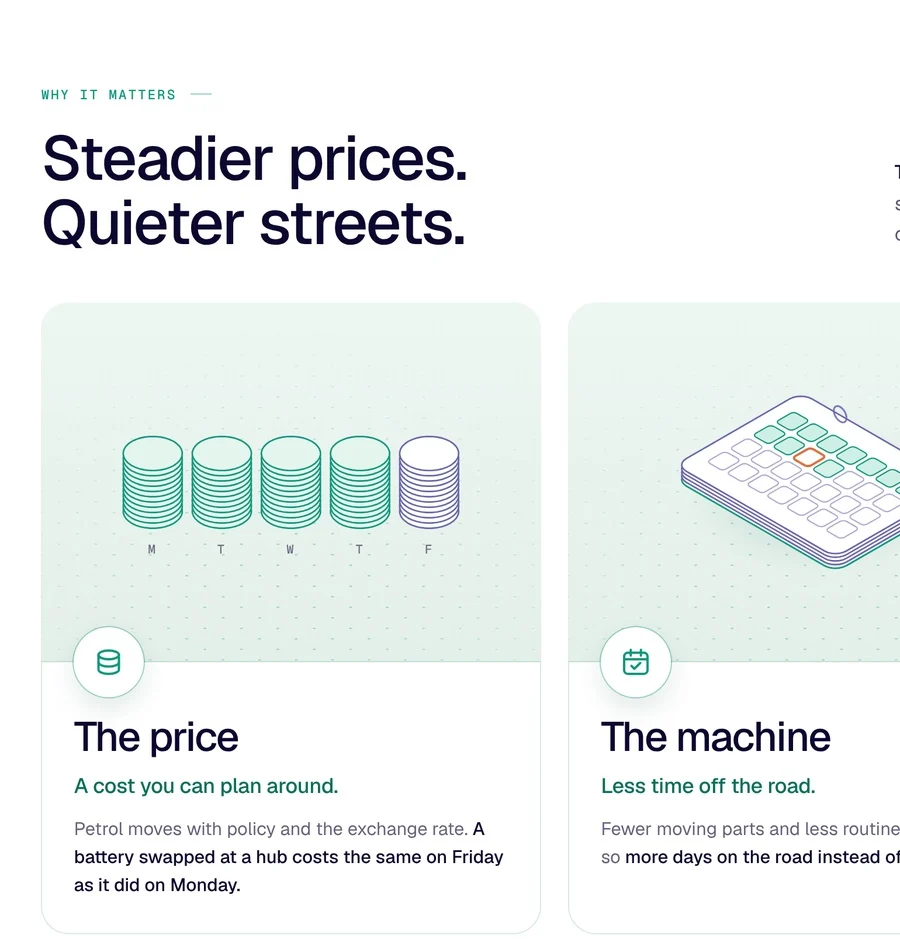 WHY IT MATTERS
Steadier prices.
Quieter streets.
M T W T F
The price
A cost you can plan around.
Petrol moves with policy and the exchange rate. A
battery swapped at a hub costs the same on Friday
as it did on Monday.
The machine
Less time off the road.
Fewer moving parts and less routine
so more days on the road instead of